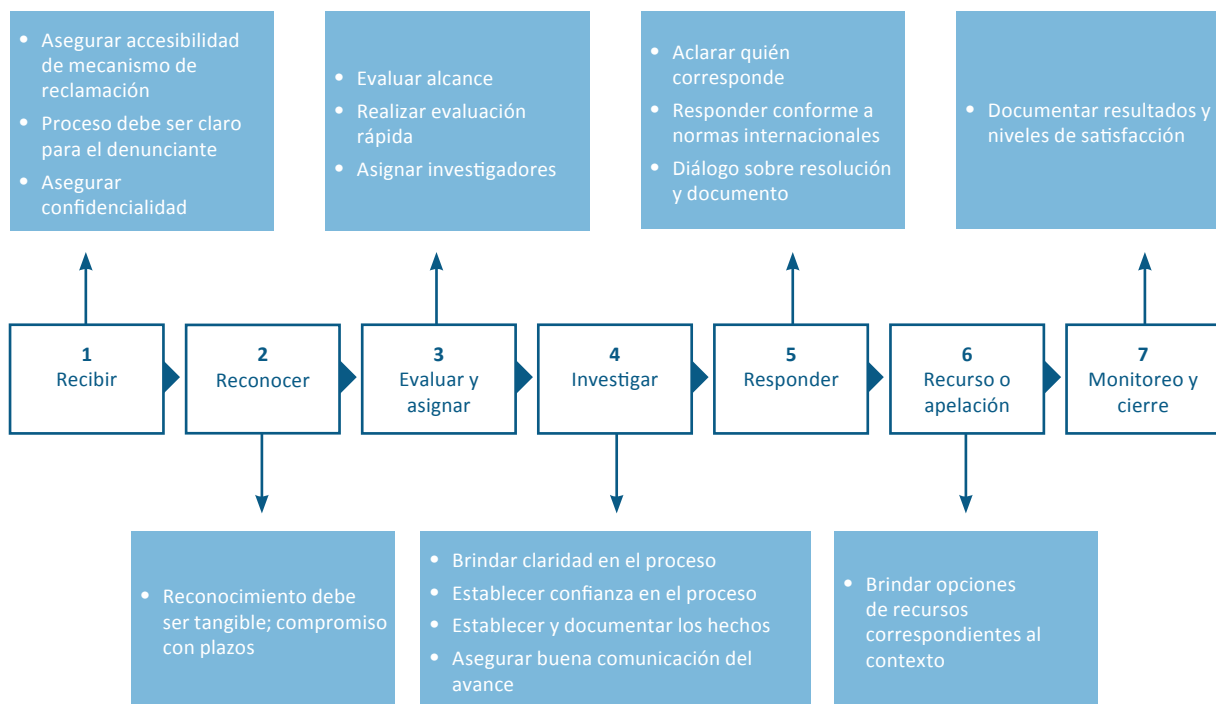 • Asegurar accesibilidad
de mecanismo de
reclamación
• Proceso debe ser claro
para el denunciante
• Asegurar
confidencialidad
• Evaluar alcance
• Realizar evaluación
rápida
• Asignar investigadores
• Aclarar quién
corresponde
• Responder conforme a
normas internacionales
• Diálogo sobre resolución
y documento
• Documentar resultados y
niveles de satisfacción
1
Recibir
2
Reconocer
3
Evaluar y
asignar
4
Investigar
5
Responder
6
Recurso o
apelación
7
Monitoreo y
cierre
• Reconocimiento debe
ser tangible; compromiso
con plazos
• Brindar claridad en el proceso
• Establecer confianza en el proceso
• Establecer y documentar los hechos
• Asegurar buena comunicación del
avance
• Brindar opciones
de recursos
correspondientes al
contexto